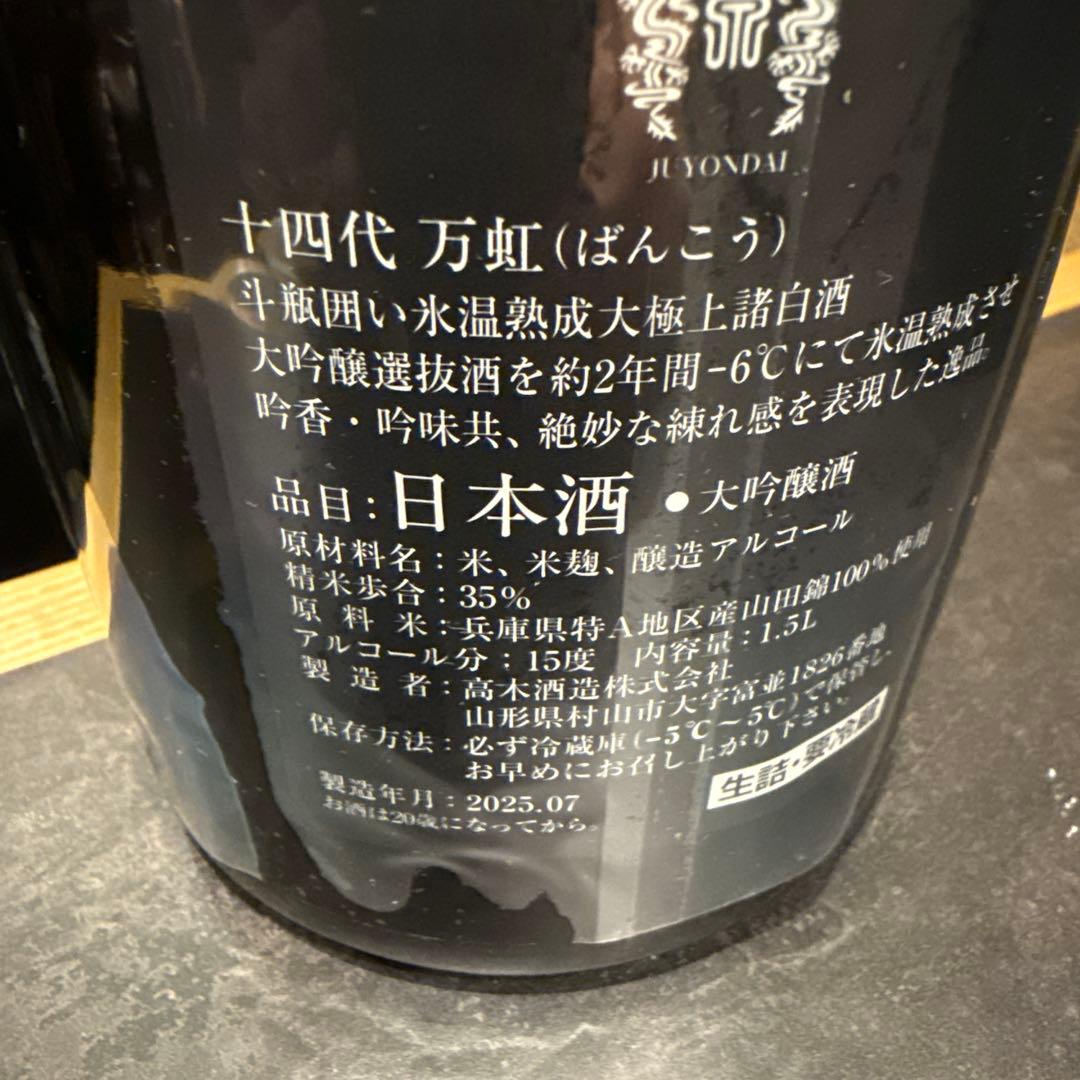 JUYONDAI
十四代 万虹(ばんこう)
斗瓶囲い氷温熟成大極上諸白酒
大吟醸選抜酒を約2年間-6℃にて氷温熟成させ
吟香・吟味共、絶妙な練れ感を表現した逸品。
品目:日本酒 ●大吟醸酒
原材料名:米、米麹、醸造アルコール
精米歩合:35%
原料米:兵庫県特A地区産山田錦100%使用
アルコール分:15度 内容量:1.5L
製造者:高木酒造株式会社
山形県村山市大字富並1826番地
保存方法:必ず冷蔵庫(-5℃~5℃)で保管し、
お早めにお召し上がり下さい。
生詰・要冷蔵
製造年月:2025.07
お酒は20歳になってから。